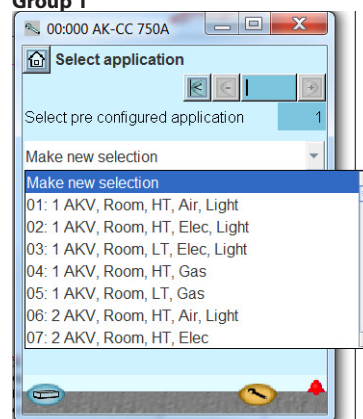 Group 1
00:000 AK-CC 750A
Select application
Select pre configured application 1
Make new selection
Make new selection
01: 1 AKV, Room, HT, Air, Light
02: 1 AKV, Room, HT, Elec, Light
03: 1 AKV, Room, LT, Elec, Light
04: 1 AKV, Room, HT, Gas
05: 1 AKV, Room, LT, Gas
06: 2 AKV, Room, HT, Air, Light
07: 2 AKV, Room, HT, Elec